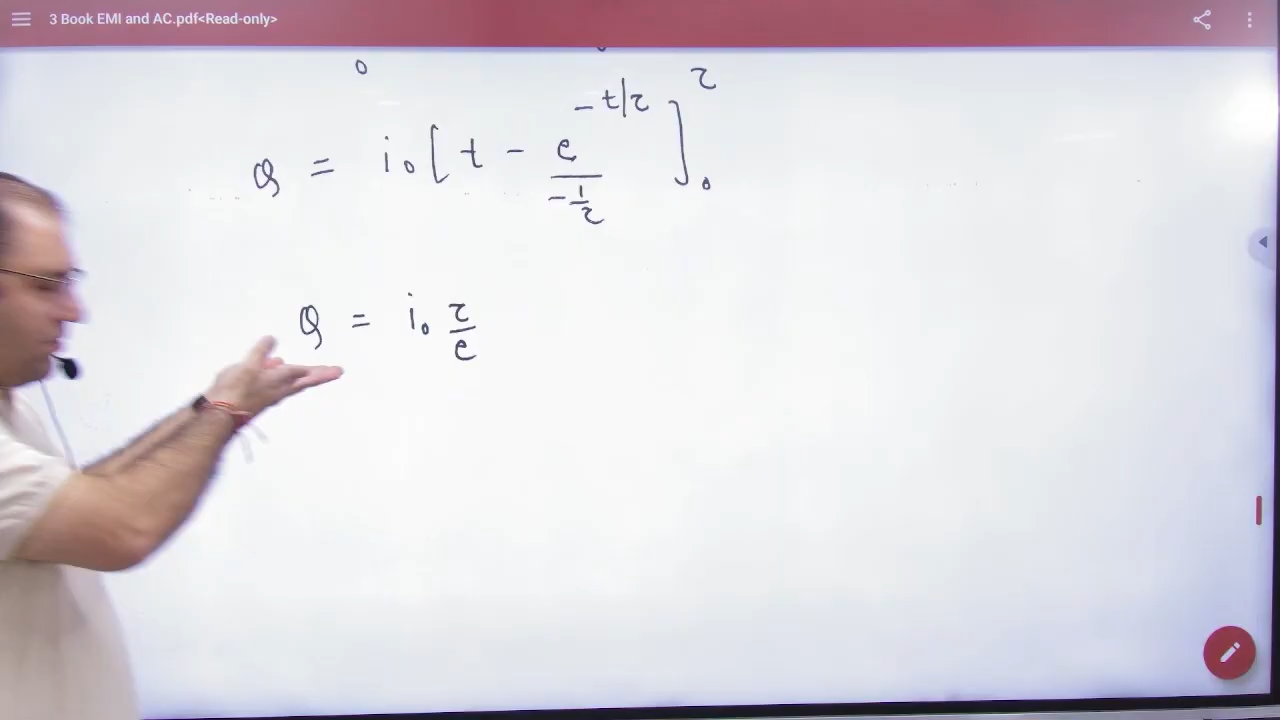 3 Book EMI and AC.pdf<Read-only>
0
Q = i₀ [ t - e^(-t/τ) / (-1/τ) ]₀^τ
Q = i₀ τ/e